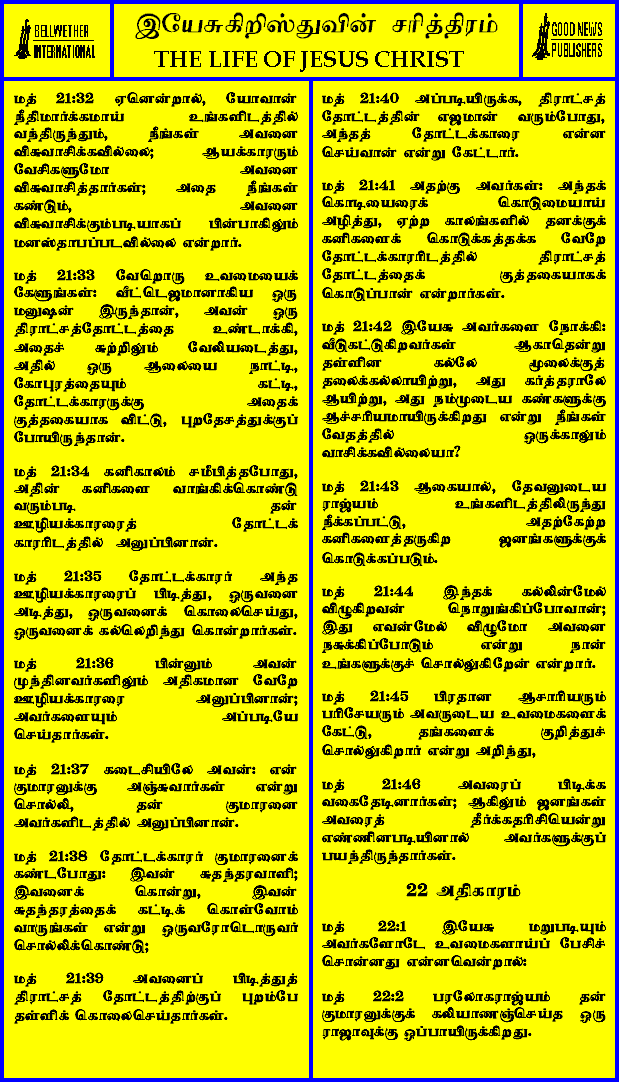 BELLWETHER
INTERNATIONAL
இயேசுகிறிஸ்துவின் சரித்திரம்
THE LIFE OF JESUS CHRIST
GOOD NEWS
PUBLISHERS
மத் 21:32 ஏனென்றால், யோவான்
நீதிமார்க்கமாய் உங்களிடத்தில்
வந்திருந்தும், நீங்கள் அவனை
விசுவாசிக்கவில்லை; ஆயக்காரரும்
வேசிகளுமோ அவனை
விசுவாசித்தார்கள்; அதை நீங்கள்
கண்டும், அவனை
விசுவாசிக்கும்படியாகப் பின்பாகிலும்
மனஸ்தாபப்படவில்லை என்றார்.
மத் 21:33 வேறொரு உவமையைக்
கேளுங்கள்: வீட்டெஜமானாகிய ஒரு
மனுஷன் இருந்தான், அவன் ஒரு
திராட்சத்தோட்டத்தை உண்டாக்கி,
அதைச் சுற்றிலும் வேலியடைத்து,
அதில் ஒரு ஆலையை நாட்டி,
கோபுரத்தையும் கட்டி,
தோட்டக்காரருக்கு அதைக்
குத்தகையாக விட்டு, புறதேசத்துக்குப்
போயிருந்தான்.
மத் 21:34 கனிகாலம் சமீபித்தபோது,
அதின் கனிகளை வாங்கிக்கொண்டு
வரும்படி தன்
ஊழியக்காரரைத் தோட்டக்
காரரிடத்தில் அனுப்பினான்.
மத் 21:35 தோட்டக்காரர் அந்த
ஊழியக்காரரைப் பிடித்து, ஒருவனை
அடித்து, ஒருவனைக் கொலைசெய்து,
ஒருவனைக் கல்லெறிந்து கொன்றார்கள்.
மத் 21:36 பின்னும் அவன்
முந்தினவர்களிலும் அதிகமான வேறே
ஊழியக்காரரை அனுப்பினான்;
அவர்களையும் அப்படியே
செய்தார்கள்.
மத் 21:37 கடைசியிலே அவன்: என்
குமாரனுக்கு அஞ்சுவார்கள் என்று
சொல்லி, தன் குமாரனை
அவர்களிடத்தில் அனுப்பினான்.
மத் 21:38 தோட்டக்காரர் குமாரனைக்
கண்டபோது: இவன் சுதந்தரவாளி;
இவனைக் கொன்று, இவன்
சுதந்தரத்தைக் கட்டிக் கொள்வோம்
வாருங்கள் என்று ஒருவரோடொருவர்
சொல்லிக்கொண்டு;
மத் 21:39 அவனைப் பிடித்துத்
திராட்சத் தோட்டத்திற்குப் புறம்பே
தள்ளிக் கொலைசெய்தார்கள்.
மத் 21:40 அப்படியிருக்க, திராட்சத்
தோட்டத்தின் எஜமான் வரும்போது,
அந்தத் தோட்டக்காரரை என்ன
செய்வான் என்று கேட்டார்.
மத் 21:41 அதற்கு அவர்கள்: அந்தக்
கொடியரைக் கொடுமையாய்
அழித்து, ஏற்ற காலங்களில் தனக்குக்
கனிகளைக் கொடுக்கத்தக்க வேறே
தோட்டக்காரரிடத்தில் திராட்சத்
தோட்டத்தைக் குத்தகையாகக்
கொடுப்பான் என்றார்கள்.
மத் 21:42 இயேசு அவர்களை நோக்கி:
வீடுகட்டுகிறவர்கள் ஆகாதென்று
தள்ளின கல்லே மூலைக்குத்
தலைக்கல்லாயிற்று, அது கர்த்தராலே
ஆயிற்று, அது நம்முடைய கண்களுக்கு
ஆச்சரியமாயிருக்கிறது என்று நீங்கள்
வேதத்தில் ஒருக்காலும்
வாசிக்கவில்லையா?
மத் 21:43 ஆகையால், தேவனுடைய
ராஜ்யம் உங்களிடத்திலிருந்து
நீக்கப்பட்டு, அதற்கேற்ற
கனிகளைத்தருகிற ஜனங்களுக்குக்
கொடுக்கப்படும்.
மத் 21:44 இந்தக் கல்லின்மேல்
விழுகிறவன் நொறுங்கிப்போவான்;
இது எவன்மேல் விழுமோ அவனை
நசுக்கிப்போடும் என்று நான்
உங்களுக்குச் சொல்லுகிறேன் என்றார்.
மத் 21:45 பிரதான ஆசாரியரும்
பரிசேயரும் அவருடைய உவமைகளைக்
கேட்டு, தங்களைக் குறித்துச்
சொல்லுகிறார் என்று அறிந்து,
மத் 21:46 அவரைப் பிடிக்க
வகைதேடினார்கள்; ஆகிலும் ஜனங்கள்
அவரைத் தீர்க்கதரிசியென்று
எண்ணினபடியினால் அவர்களுக்குப்
பயந்திருந்தார்கள்.
22 அதிகாரம்
மத் 22:1 இயேசு மறுபடியும்
அவர்களோடே உவமைகளாய்ப் பேசிச்
சொன்னது என்னவென்றால்:
மத் 22:2 பரலோகராஜ்யம் தன்
குமாரனுக்குக் கலியாணஞ்செய்த ஒரு
ராஜாவுக்கு ஒப்பாயிருக்கிறது.